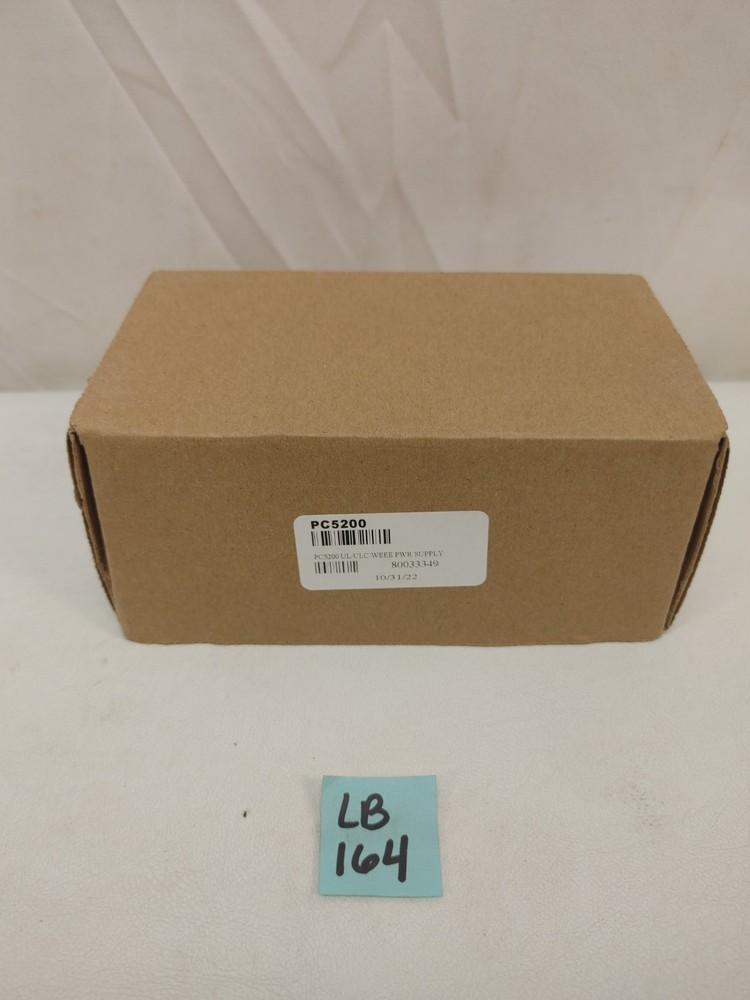 PC5200
PC5200 UL/ULC/WEEE PWR SUPPLY
80033349
10/31/22
LB
164